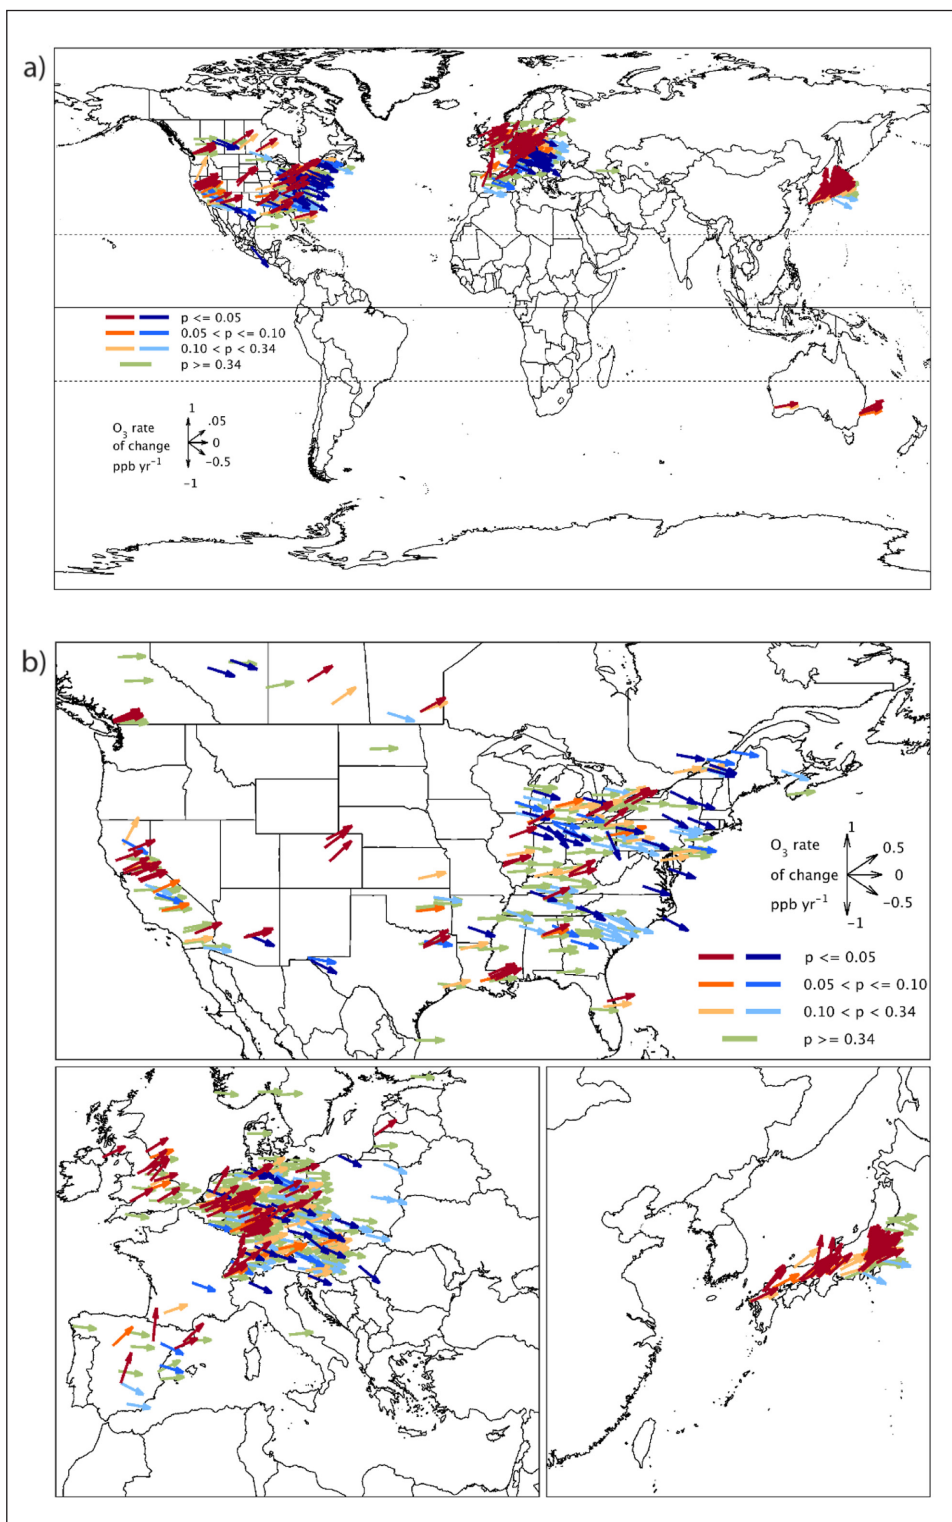 a)
p <= 0.05
0.05 < p <= 0.10
0.10 < p < 0.34
p >= 0.34
1
O₃ rate .05
of change 0
ppb yr⁻¹ −0.5
−1
b)
1
O₃ rate 0.5
of change 0
ppb yr⁻¹ −0.5
−1
p <= 0.05
0.05 < p <= 0.10
0.10 < p < 0.34
p >= 0.34